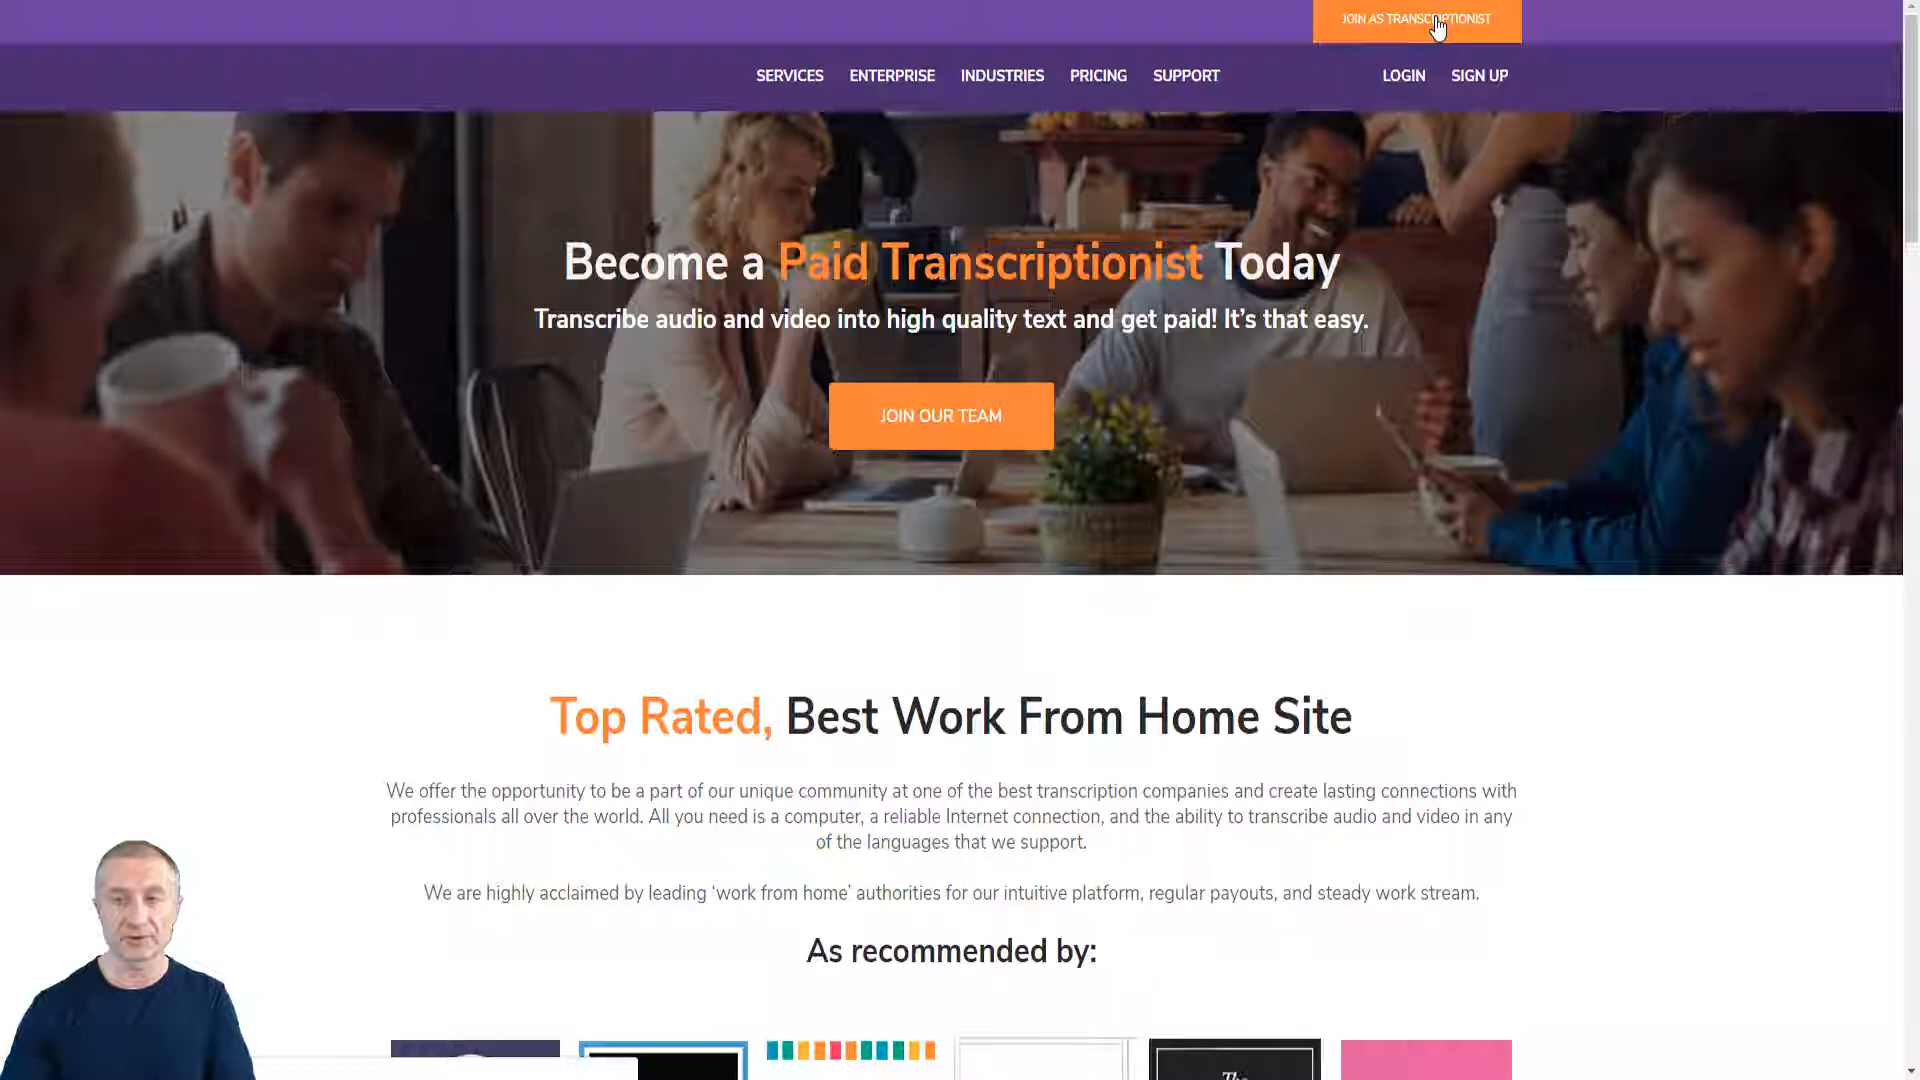 JOIN AS TRANSCRIPTIONIST
SERVICES ENTERPRISE INDUSTRIES PRICING SUPPORT LOGIN SIGN UP
Become a Paid Transcriptionist Today
Transcribe audio and video into high quality text and get paid! It's that easy.
JOIN OUR TEAM
Top Rated, Best Work From Home Site
We offer the opportunity to be a part of our unique community at one of the best transcription companies and create lasting connections with
professionals all over the world. All you need is a computer, a reliable Internet connection, and the ability to transcribe audio and video in any
of the languages that we support.
We are highly acclaimed by leading 'work from home' authorities for our intuitive platform, regular payouts, and steady work stream.
As recommended by:
The